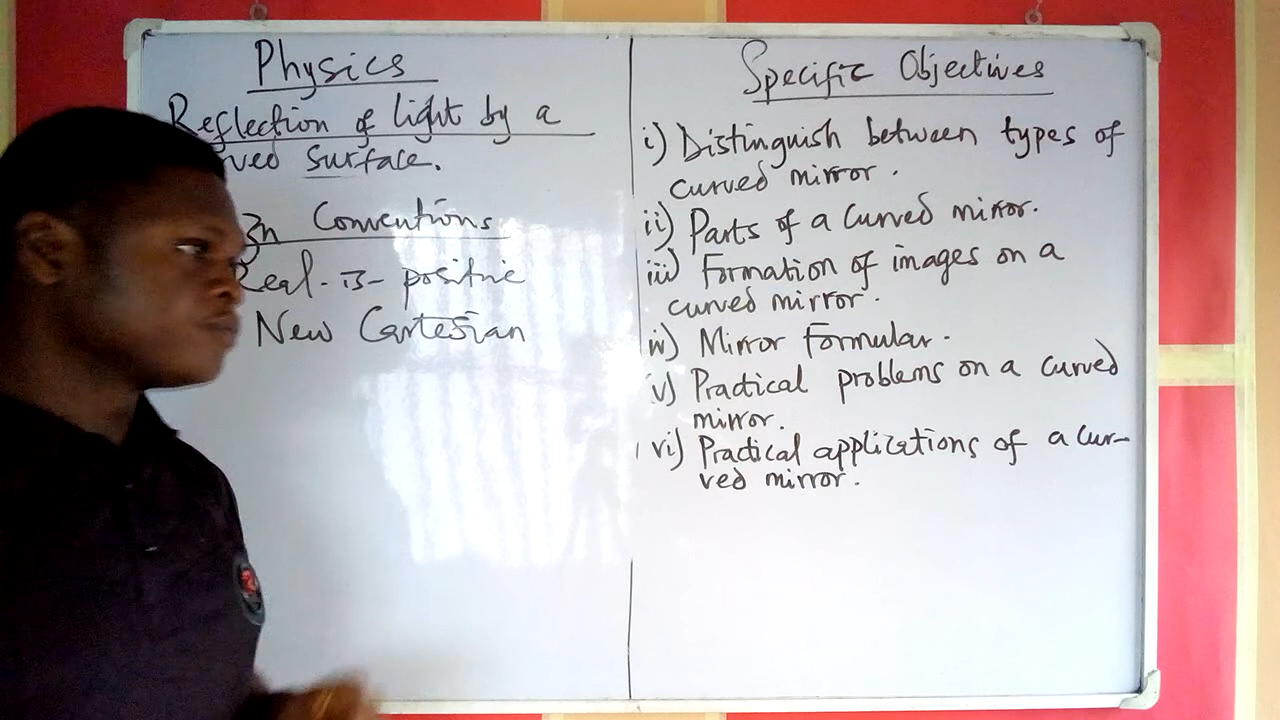 Physics
Reflection of light by a
ved surface.
gn Conventions
Real-is-positive
New Cartesian
Specific Objectives
i) Distinguish between types of
curved mirror.
ii) Parts of a curved mirror.
iii) Formation of images on a
curved mirror.
iv) Mirror formular.
v) Practical problems on a curved
mirror.
vi) Practical applications of a cur-
ved mirror.